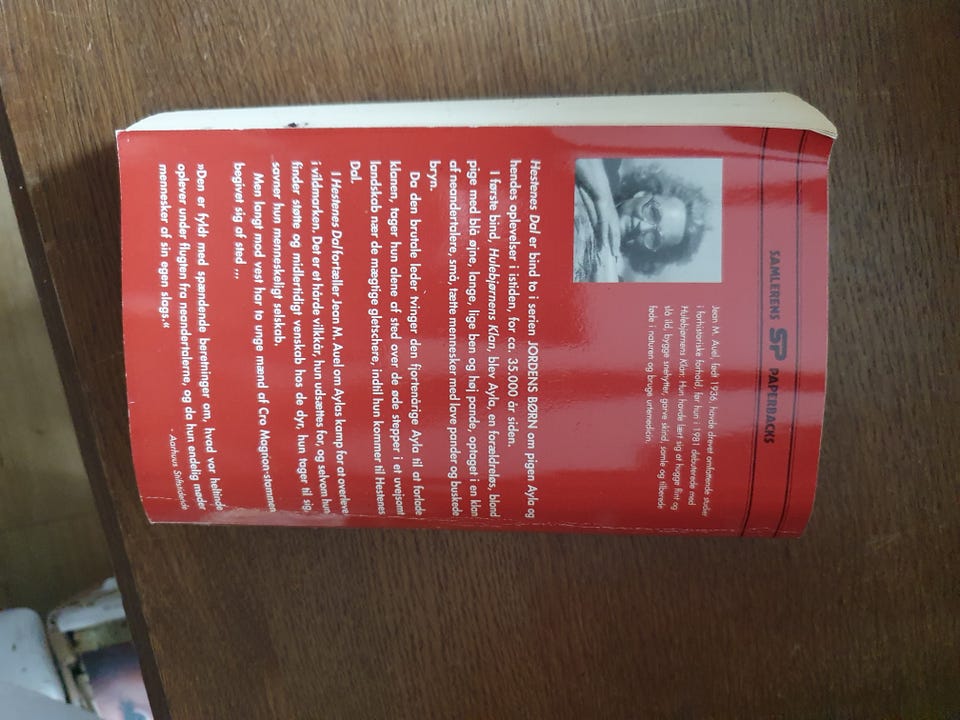 SAMLERENS SP PAPERBACKS
Jean M. Auel, født 1936, havde drevet omfattende studier
i forhistoriske forhold, før hun i 1981 debuterede med
Hulebjørnens Klan: Hun havde lært sig at hugge flint og
slå ild, bygge snehytter, garve skind, samle og tilberede
føde i naturen og bruge urtemedicin.
Hestenes Dal er bind to i serien JORDENS BØRN om pigen Ayla og
hendes oplevelser i istiden, for ca. 35.000 år siden.
I første bind, Hulebjørnens Klan, blev Ayla, en forældreløs, blond
pige med blå øjne, lange, lige ben og høj pande, optaget i en klan
af neandertalere, små, tætte mennesker med lave pander og buskede
bryn.
Da den brutale leder tvinger den fjortenårige Ayla til at forlade
klanen, tager hun alene af sted over de øde stepper i et uvejsomt
landskab nær de mægtige gletschere, indtil hun kommer til Hestenes
Dal.
I Hestenes Dal fortæller Jean M. Auel om Aylas kamp for at overleve
i vildmarken. Det er et hårde vilkår, hun udsættes for, og selvom hun
finder støtte og midlertidigt venskab hos de dyr, hun tager til sig,
savner hun menneskeligt selskab.
Men langt mod vest har to unge mænd af Cro Magnon-stammen
begivet sig af sted ...
»Den er fyldt med spændende beretninger om, hvad vor heltinde
oplever under flugten fra neandertalerne, og da hun endelig møder
mennesker af sin egen slags.«
- Aarhuus Stiftstidende